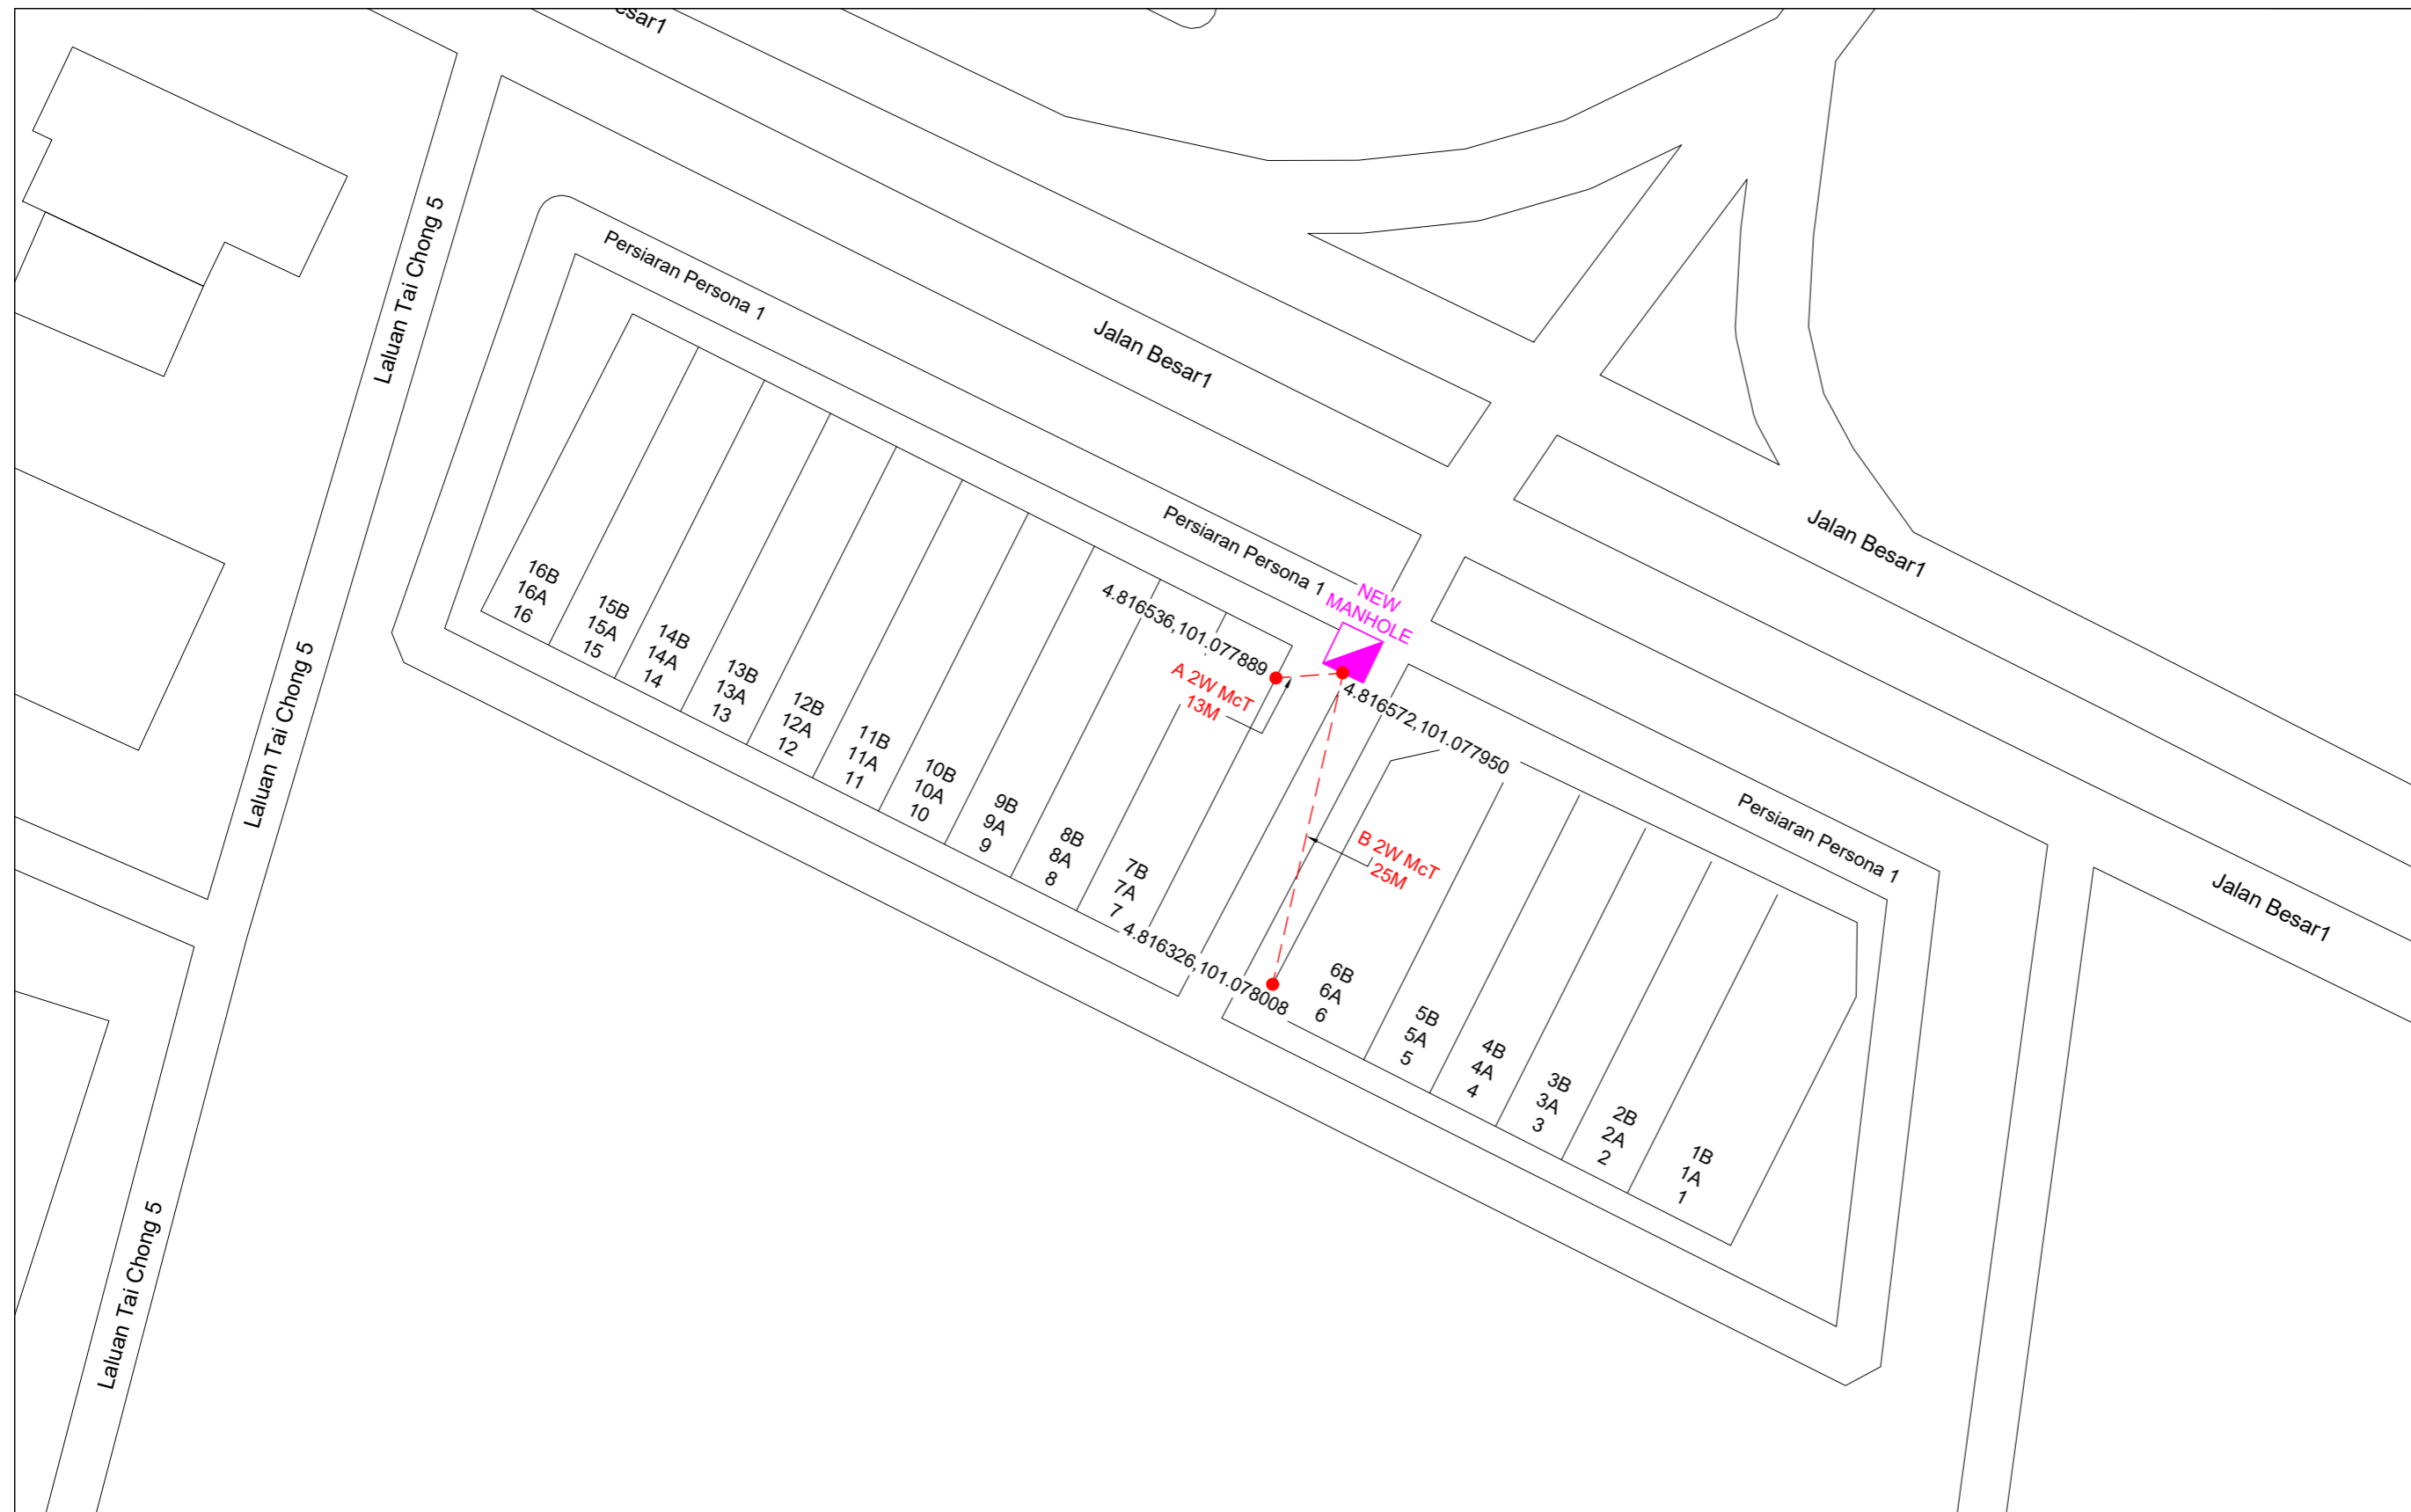 esar1
Laluan Tai Chong 5
Persiaran Persona 1
Jalan Besar1
Persiaran Persona 1
Jalan Besar1
NEW
MANHOLE
4.816536,101.077889
A 2W McT
13M
4.816572,101.077950
16B
16A
16
15B
15A
15
14B
14A
14
13B
13A
13
12B
12A
12
11B
11A
11
10B
10A
10
9B
9A
9
8B
8A
8
7B
7A
7
Laluan Tai Chong 5
Persiaran Persona 1
B 2W McT
25M
Jalan Besar1
4.816326,101.078008
6B
6A
6
5B
5A
5
4B
4A
4
3B
3A
3
2B
2A
2
1B
1A
1
Laluan Tai Chong 5